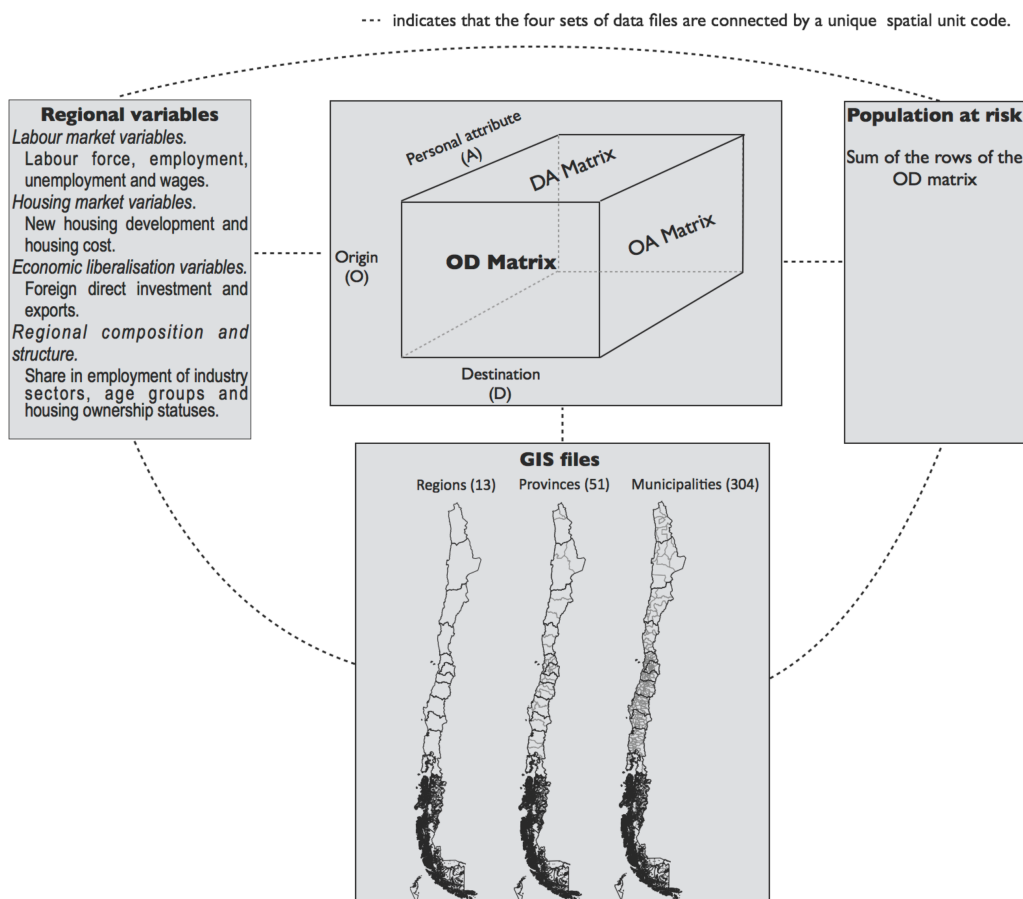 --- indicates that the four sets of data files are connected by a unique spatial unit code.
Regional variables
Labour market variables.
Labour force, employment,
unemployment and wages.
Housing market variables.
New housing development and
housing cost.
Economic liberalisation variables.
Foreign direct investment and
exports.
Regional composition and
structure.
Share in employment of industry
sectors, age groups and
housing ownership statuses.
Personal attribute
(A)
DA Matrix
OA Matrix
Origin
(O)
OD Matrix
Destination
(D)
Population at risk
Sum of the rows of the
OD matrix
GIS files
Regions (13) Provinces (51) Municipalities (304)